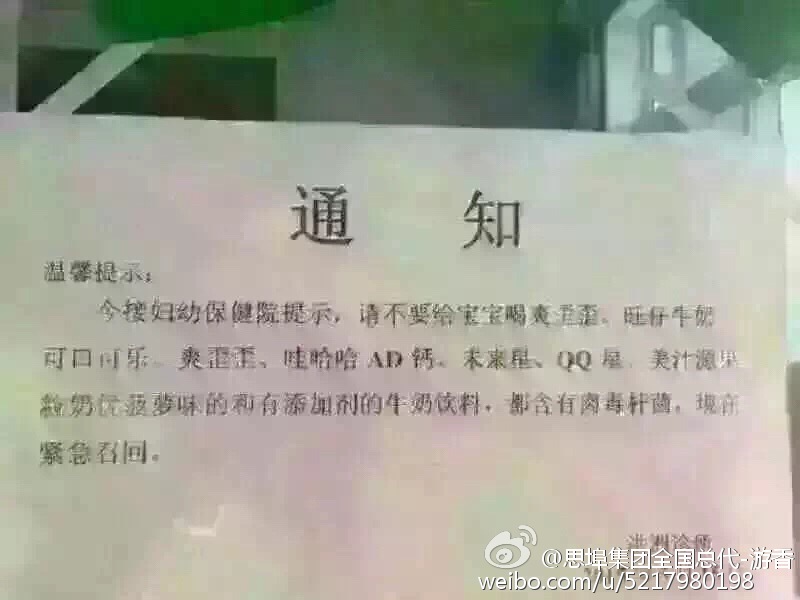 通 知
温馨提示:
今接妇幼保健院提示,请不要给宝宝喝爽歪歪、旺仔牛奶
可口可乐、爽歪歪、哇哈哈 AD 钙、未来星、QQ 星、美汁源果
粒奶优菠萝味的和有添加剂的牛奶饮料,都含有肉毒杆菌。现在
紧急召回。
@思埠集团全国总代-游香
weibo.com/u/5217980198